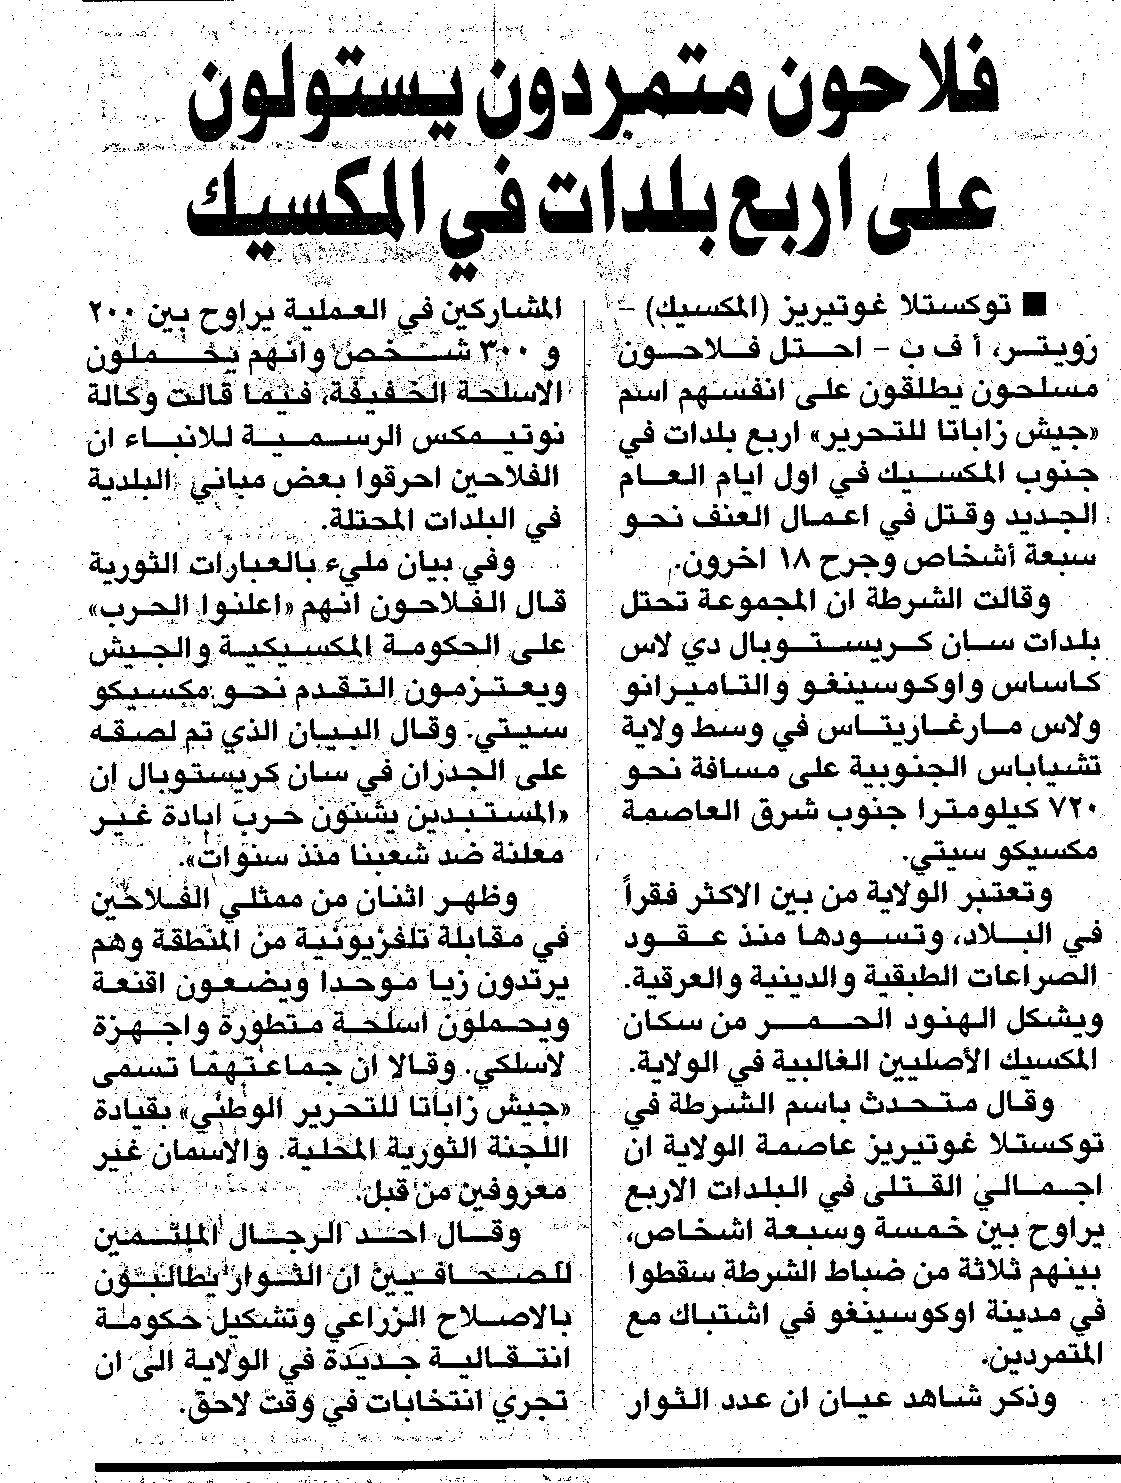 فلاحون متمردون يستولون
على اربع بلدات في المكسيك
■ توكستلا غوتيريز (المكسيك) –
رويتر، أ ف ب – احتل فلاحون
مسلحون يطلقون على انفسهم اسم
«جيش زاباتا للتحرير» اربع بلدات في
جنوب المكسيك في اول ايام العام
الجديد وقتل في اعمال العنف نحو
سبعة أشخاص وجرح ١٨ اخرون.
وقالت الشرطة ان المجموعة تحتل
بلدات سان كريستوبال دي لاس
كاساس واوكوسينغو والتاميرانو
ولاس مارغاريتاس في وسط ولاية
تشياباس الجنوبية على مسافة نحو
٧٢٠ كيلومترا جنوب شرق العاصمة
مكسيكو سيتي.
وتعتبر الولاية من بين الاكثر فقراً
في البلاد، وتسودها منذ عقود
الصراعات الطبقية والدينية والعرقية.
ويشكل الهنود الحمر من سكان
المكسيك الأصليين الغالبية في الولاية.
وقال متحدث باسم الشرطة في
توكستلا غوتيريز عاصمة الولاية ان
اجمالي القتلى في البلدات الاربع
يراوح بين خمسة وسبعة اشخاص،
بينهم ثلاثة من ضباط الشرطة سقطوا
في مدينة اوكوسينغو في اشتباك مع
المتمردين.
وذكر شاهد عيان ان عدد الثوار
المشاركين في العملية يراوح بين ٢٠٠
و ٣٠٠ شخص وانهم يحملون
الاسلحة الخفيفة، فيما قالت وكالة
نوتيمكس الرسمية للانباء ان
الفلاحين احرقوا بعض مباني البلدية
في البلدات المحتلة.
وفي بيان مليء بالعبارات الثورية
قال الفلاحون انهم «اعلنوا الحرب»
على الحكومة المكسيكية والجيش
ويعتزمون التقدم نحو مكسيكو
سيتي. وقال البيان الذي تم لصقه
على الجدران في سان كريستوبال ان
«المستبدين يشنون حرب ابادة غير
معلنة ضد شعبنا منذ سنوات».
وظهر اثنان من ممثلي الفلاحين
في مقابلة تلفزيونية من المنطقة وهم
يرتدون زيا موحدا ويضعون اقنعة
ويحملون اسلحة متطورة واجهزة
لاسلكي. وقالا ان جماعتهما تسمى
«جيش زاباتا للتحرير الوطني» بقيادة
اللجنة الثورية المحلية. والاسمان غير
معروفين من قبل.
وقال احد الرجال الملثمين
للصحافيين ان الثوار يطالبون
بالاصلاح الزراعي وتشكيل حكومة
انتقالية جديدة في الولاية الى ان
تجري انتخابات في وقت لاحق.